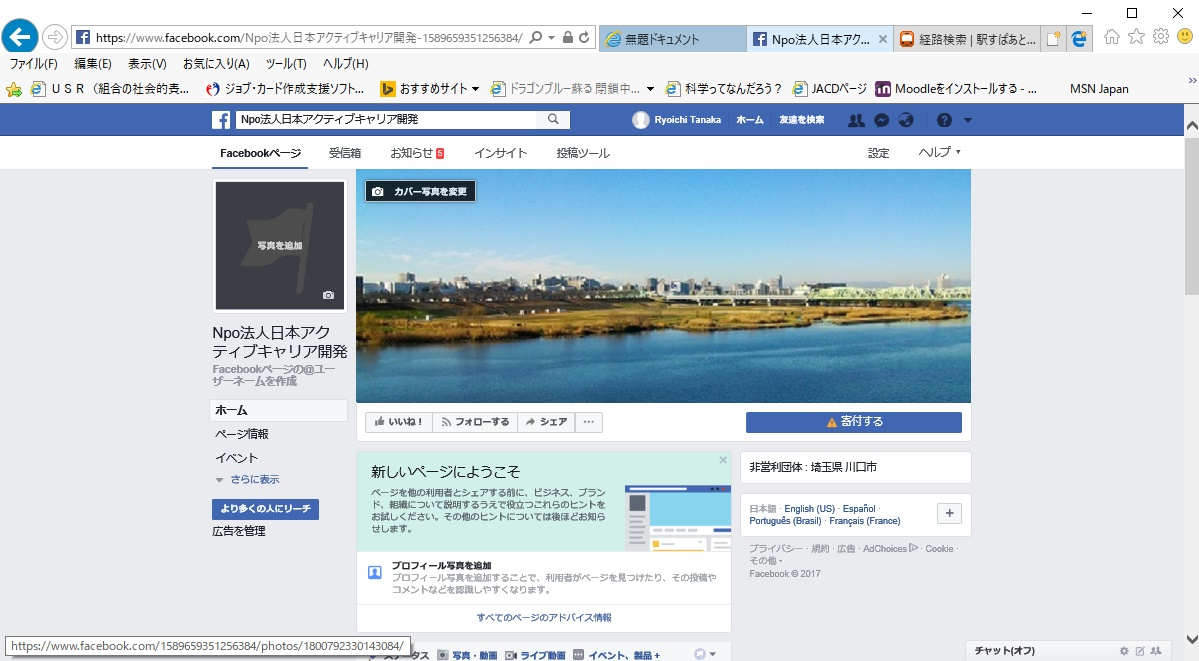 https://www.facebook.com/Npo法人日本アクティブキャリア開発-1589659351256384/
無題ドキュメント
Npo法人日本アク...
経路検索 | 駅すぱあと...
ファイル(F) 編集(E) 表示(V) お気に入り(A) ツール(T) ヘルプ(H)
ＵＳＲ（組合の社会的責... ジョブ・カード作成支援ソフト... おすすめサイト ドラゴンブルー蘇る 閉鎖中... 科学ってなんだろう？ JACDページ Moodleをインストールする - ... MSN Japan
Npo法人日本アクティブキャリア開発
Ryoichi Tanaka ホーム 友達を検索
Facebookページ 受信箱 お知らせ 5 インサイト 投稿ツール 設定 ヘルプ
カバー写真を変更
写真を追加
Npo法人日本アク
ティブキャリア開発
Facebookページの@ユー
ザーネームを作成
ホーム
ページ情報
イベント
さらに表示
より多くの人にリーチ
広告を管理
いいね！ フォローする シェア ...
寄付する
新しいページにようこそ
ページを他の利用者とシェアする前に、ビジネス、ブラン
ド、組織について説明するうえで役立つこれらのヒントを
お試しください。その他のヒントについては後ほどお知ら
せします。
プロフィール写真を追加
プロフィール写真を追加することで、利用者がページを見つけたり、その投稿や
コメントなどを認識しやすくなります。
すべてのページのアドバイス情報
ステータス 写真・動画 ライブ動画 イベント、製品 +
非営利団体 : 埼玉県 川口市
日本語 · English (US) · Español ·
Português (Brasil) · Français (France)
プライバシー · 規約 · 広告 · AdChoices · Cookie ·
その他
Facebook © 2017
https://www.facebook.com/1589659351256384/photos/1800792330143084/
チャット(オフ)